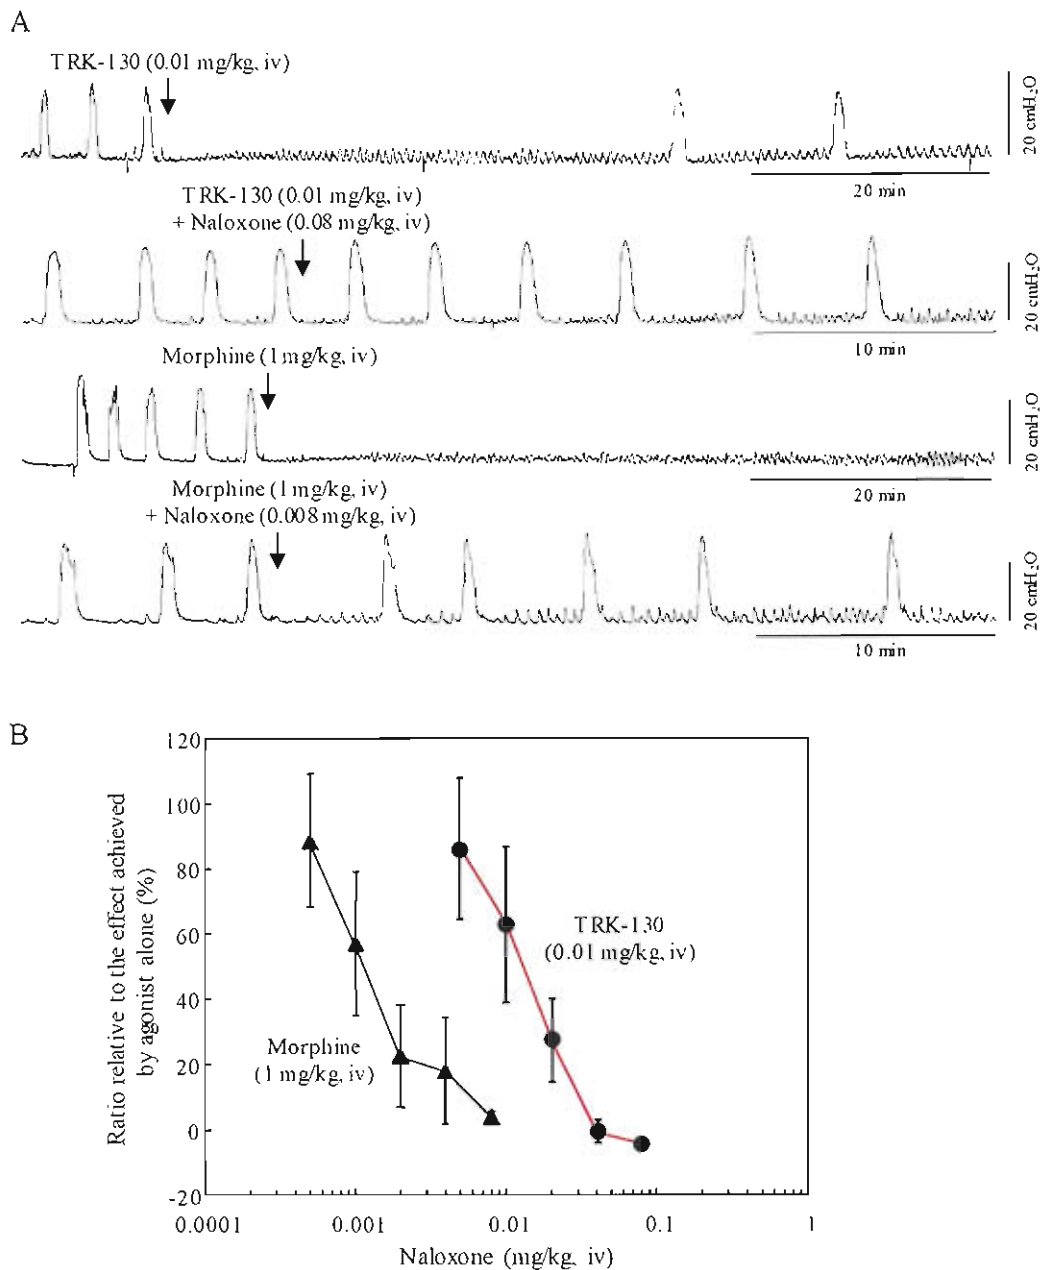 A
TRK-130 (0.01 mg/kg, iv)
20 cmH2O
20 min
TRK-130 (0.01 mg/kg, iv)
+ Naloxone (0.08 mg/kg, iv)
20 cmH2O
10 min
Morphine (1 mg/kg, iv)
20 cmH2O
20 min
Morphine (1 mg/kg, iv)
+ Naloxone (0.008 mg/kg, iv)
20 cmH2O
10 min
B
Ratio relative to the effect achieved
by agonist alone (%)
120
100
80
60
40
20
0
-20
TRK-130
(0.01 mg/kg, iv)
Morphine
(1 mg/kg, iv)
0.0001 0.001 0.01 0.1 1
Naloxone (mg/kg, iv)